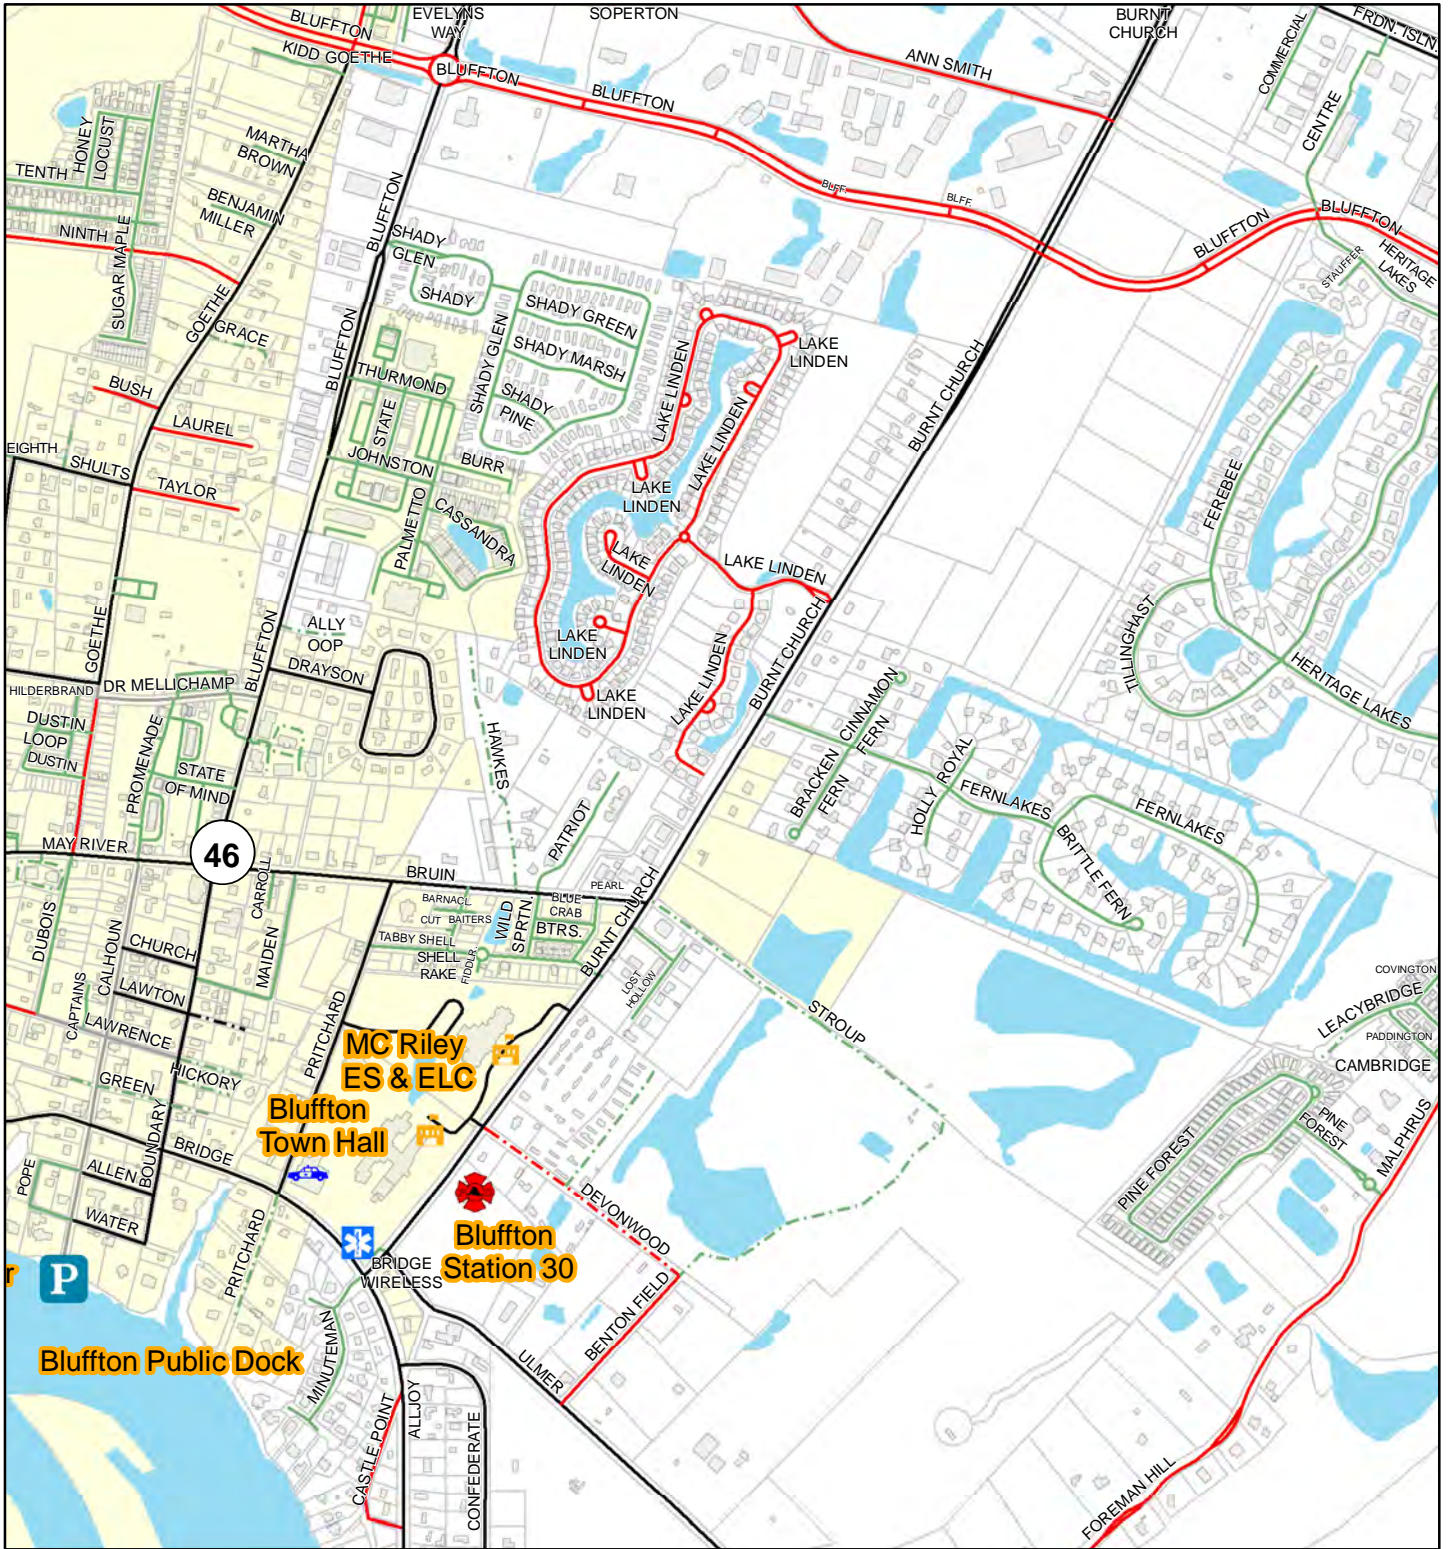 EVELYNS
WAY
SOPERTON
BURNT
CHURCH
FRDN. ISLN.
BLUFFTON
KIDD GOETHE
BLUFFTON
BLUFFTON
ANN SMITH
COMMERCIAL
CENTRE
HONEY
LOCUST
TENTH
MARTHA
BROWN
BENJAMIN
MILLER
NINTH
SUGAR MAPLE
BLUFFTON
BLFF.
BLFF.
BLUFFTON
BLUFFTON
HERITAGE
LAKES
STAUFFER
SHADY
GLEN
SHADY
GOETHE
GRACE
BLUFFTON
SHADY GREEN
SHADY GLEN
SHADY MARSH
SHADY
PINE
LAKE LINDEN
LAKE
LINDEN
LAKE LINDEN
BURNT CHURCH
BUSH
LAUREL
THURMOND
STATE
JOHNSTON
BURR
EIGHTH
SHULTS
TAYLOR
PALMETTO
CASSANDRA
LAKE
LINDEN
FEREBEE
LAKE
LINDEN
LAKE LINDEN
TILLINGHAST
GOETHE
BLUFFTON
ALLY
OOP
DRAYSON
LAKE
LINDEN
LAKE LINDEN
BURNT CHURCH
HERITAGE LAKES
HILDERBRAND
DR MELLICHAMP
LAKE
LINDEN
DUSTIN
LOOP
DUSTIN
PROMENADE
STATE
OF MIND
HAWKES
CINNAMON
FERN
BRACKEN
FERN
HOLLY
ROYAL
FERNLAKES
FERNLAKES
BRITTLE FERN
PATRIOT
MAY RIVER
46
BRUIN
PEARL
BURNT CHURCH
CARROLL
BARNACL.
BLUE
CRAB
CUT
BAITERS
WILD
SPRTN.
BTRS.
DUBOIS
CALHOUN
CHURCH
MAIDEN
TABBY SHELL
SHELL
RAKE
FIDDLR.
LOST
HOLLOW
COVINGTON
CAPTAINS
LAWTON
LAWRENCE
PRITCHARD
STROUP
LEACYBRIDGE
PADDINGTON
CAMBRIDGE
MC Riley
ES & ELC
HICKORY
GREEN
Bluffton
Town Hall
BOUNDARY
BRIDGE
PINE FOREST
PINE
FOREST
MALPHRUS
POPE
ALLEN
WATER
DEVONWOOD
PRITCHARD
Bluffton
Station 30
BRIDGE
WIRELESS
r
P
BENTON FIELD
MINUTEMAN
Bluffton Public Dock
ULMER
CASTLE POINT
ALLJOY
CONFEDERATE
FOREMAN HILL